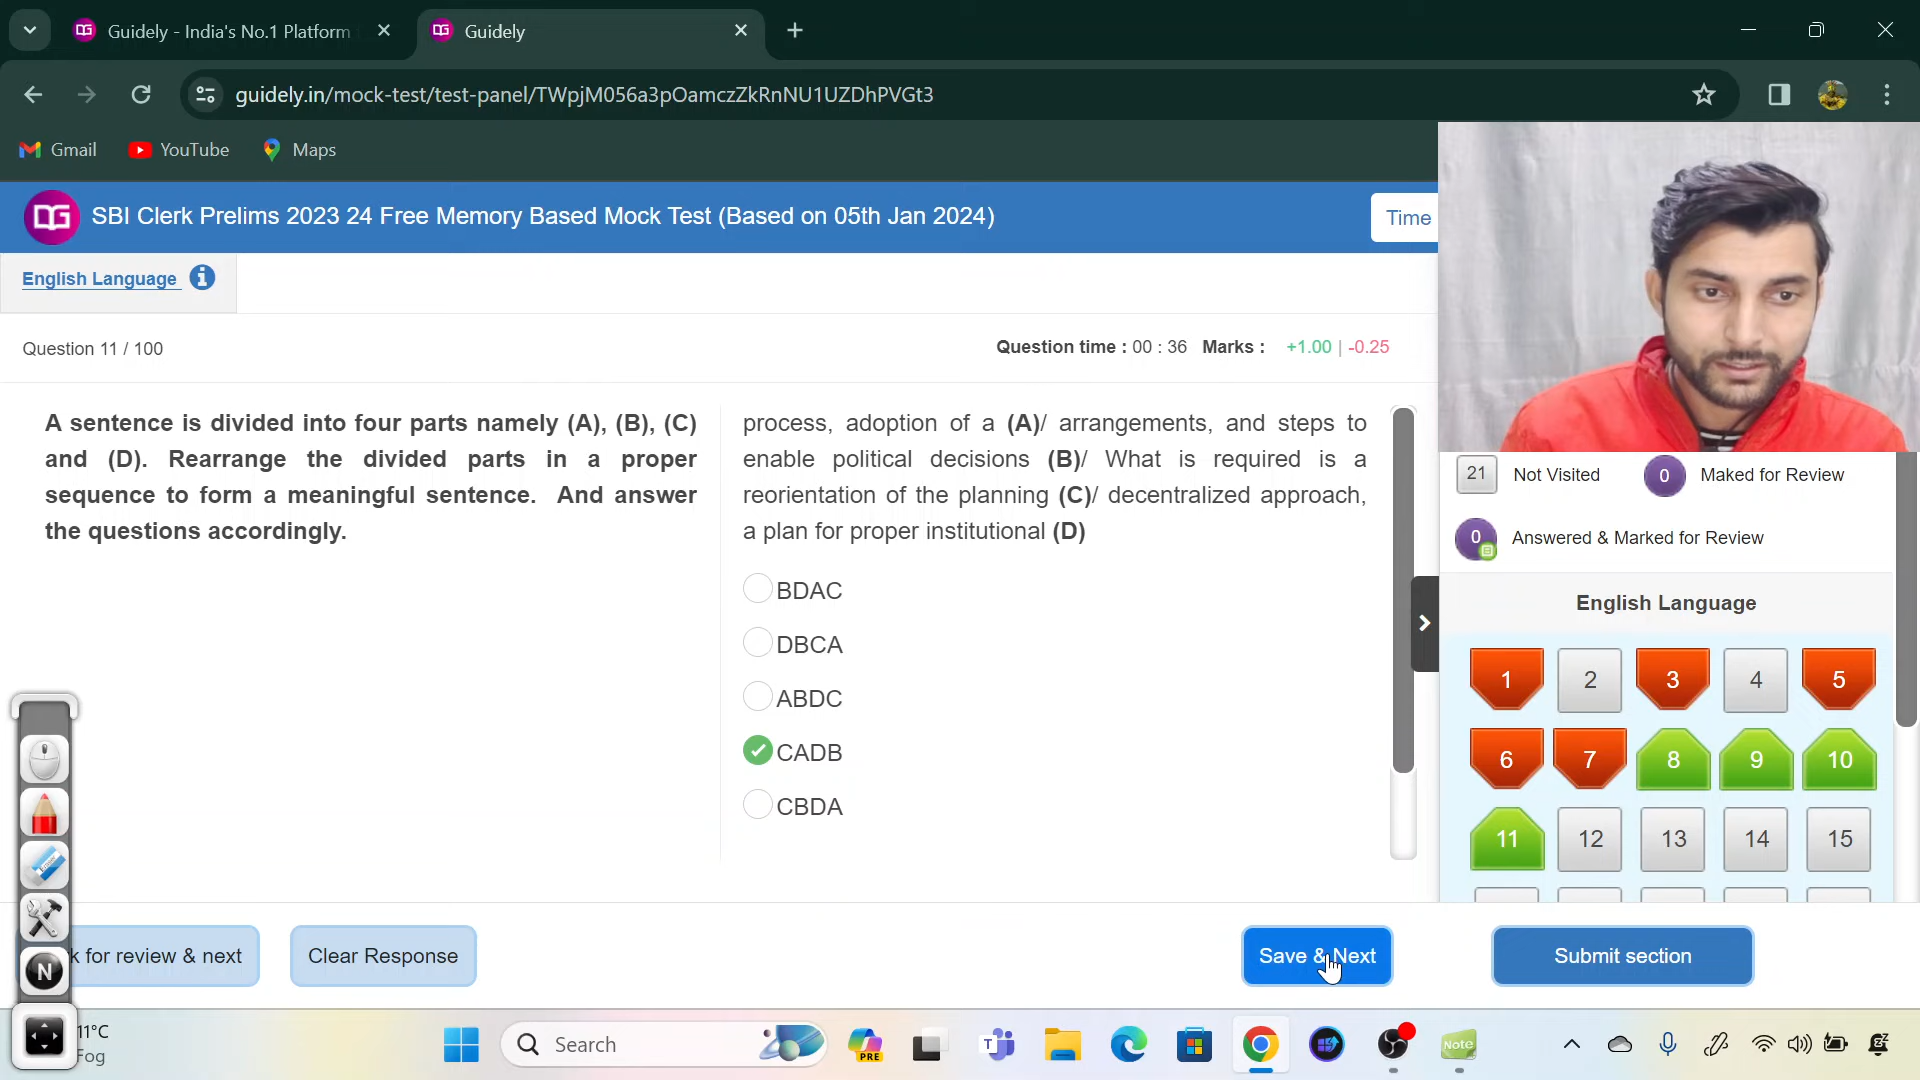 Guidely - India's No.1 Platform
Guidely
guidely.in/mock-test/test-panel/TWpjM056a3pOamczZkRnNU1UZDhPVGt3
Gmail
YouTube
Maps
SBI Clerk Prelims 2023 24 Free Memory Based Mock Test (Based on 05th Jan 2024)
Time
English Language
Question 11 / 100
Question time : 00 : 36 Marks : +1.00 | -0.25
A sentence is divided into four parts namely (A), (B), (C)
and (D). Rearrange the divided parts in a proper
sequence to form a meaningful sentence. And answer
the questions accordingly.
process, adoption of a (A)/ arrangements, and steps to
enable political decisions (B)/ What is required is a
reorientation of the planning (C)/ decentralized approach,
a plan for proper institutional (D)
BDAC
DBCA
ABDC
CADB
CBDA
21 Not Visited
0 Maked for Review
0 Answered & Marked for Review
English Language
1 2 3 4 5
6 7 8 9 10
11 12 13 14 15
k for review & next
Clear Response
Save & Next
Submit section
N
11°C
Fog
Search
PRE
Note